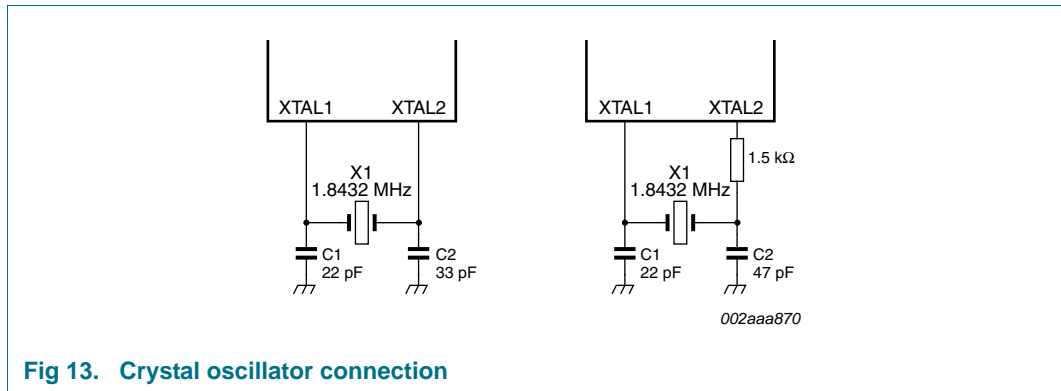 XTAL1 XTAL2
X1
1.8432 MHz
C1
22 pF
C2
33 pF
XTAL1 XTAL2
1.5 kΩ
X1
1.8432 MHz
C1
22 pF
C2
47 pF
002aaa870
Fig 13. Crystal oscillator connection